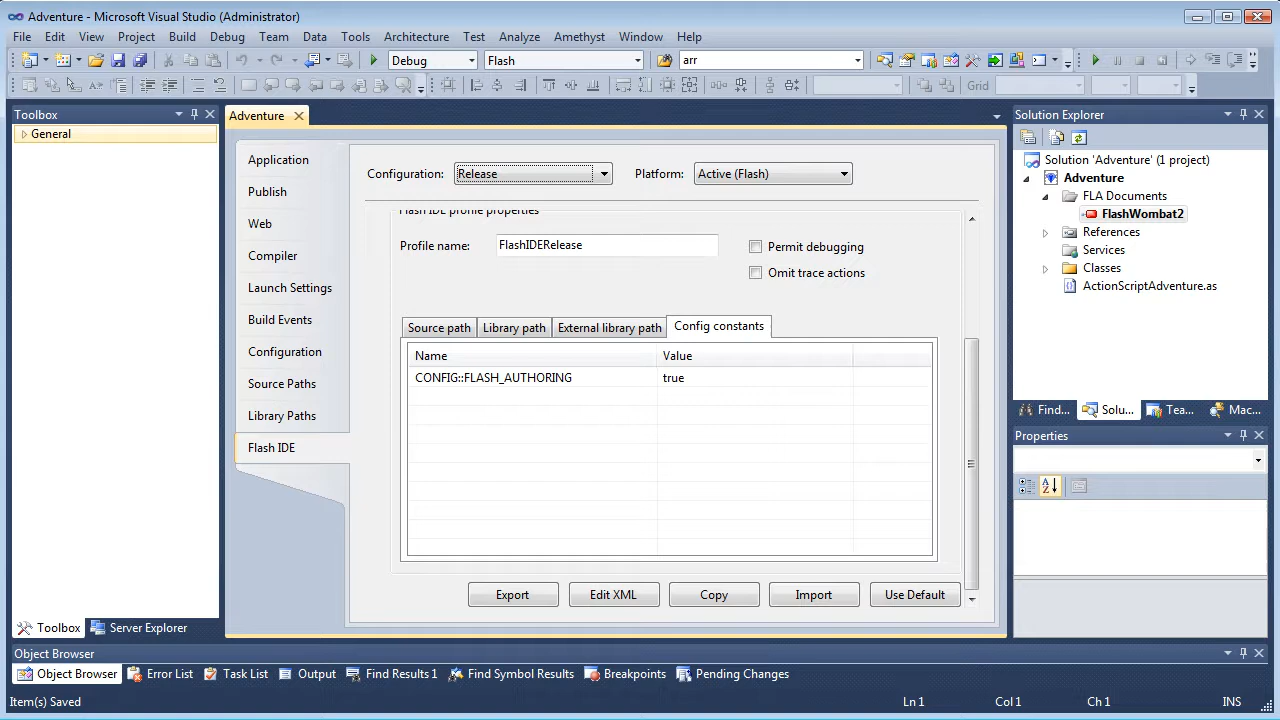 Adventure - Microsoft Visual Studio (Administrator)
File Edit View Project Build Debug Team Data Tools Architecture Test Analyze Amethyst Window Help
Debug Flash arr
Grid
Toolbox
General
Toolbox Server Explorer
Adventure
Application
Publish
Web
Compiler
Launch Settings
Build Events
Configuration
Source Paths
Library Paths
Flash IDE
Configuration: Release Platform: Active (Flash)
Flash IDE profile properties
Profile name: FlashIDERelease Permit debugging
Omit trace actions
Source path Library path External library path Config constants
Name Value
CONFIG::FLASH_AUTHORING true
Export Edit XML Copy Import Use Default
Solution Explorer
Solution 'Adventure' (1 project)
Adventure
FLA Documents
FlashWombat2
References
Services
Classes
ActionScriptAdventure.as
Find... Solu... Tea... Mac...
Properties
Object Browser
Object Browser Error List Task List Output Find Results 1 Find Symbol Results Breakpoints Pending Changes
Item(s) Saved Ln 1 Col 1 Ch 1 INS